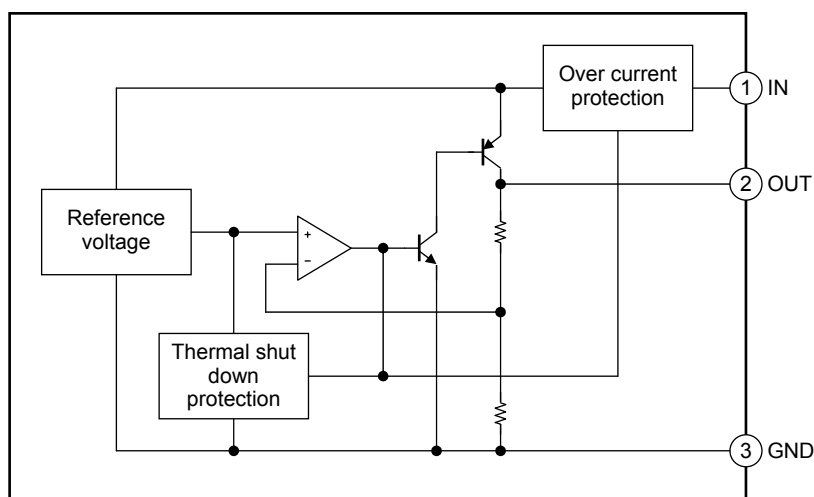 Over current
protection
1 IN
2 OUT
Reference
voltage
+
−
Thermal shut
down
protection
3 GND